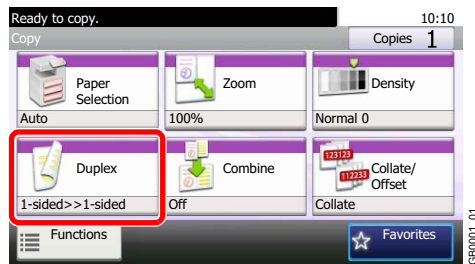 Ready to copy.
10:10
Copy
Copies 1
Paper
Selection
Auto
Zoom
100%
Density
Normal 0
Duplex
1-sided>>1-sided
Combine
Off
123123
112233
Collate/
Offset
Collate
Functions
Favorites
GB0001_01